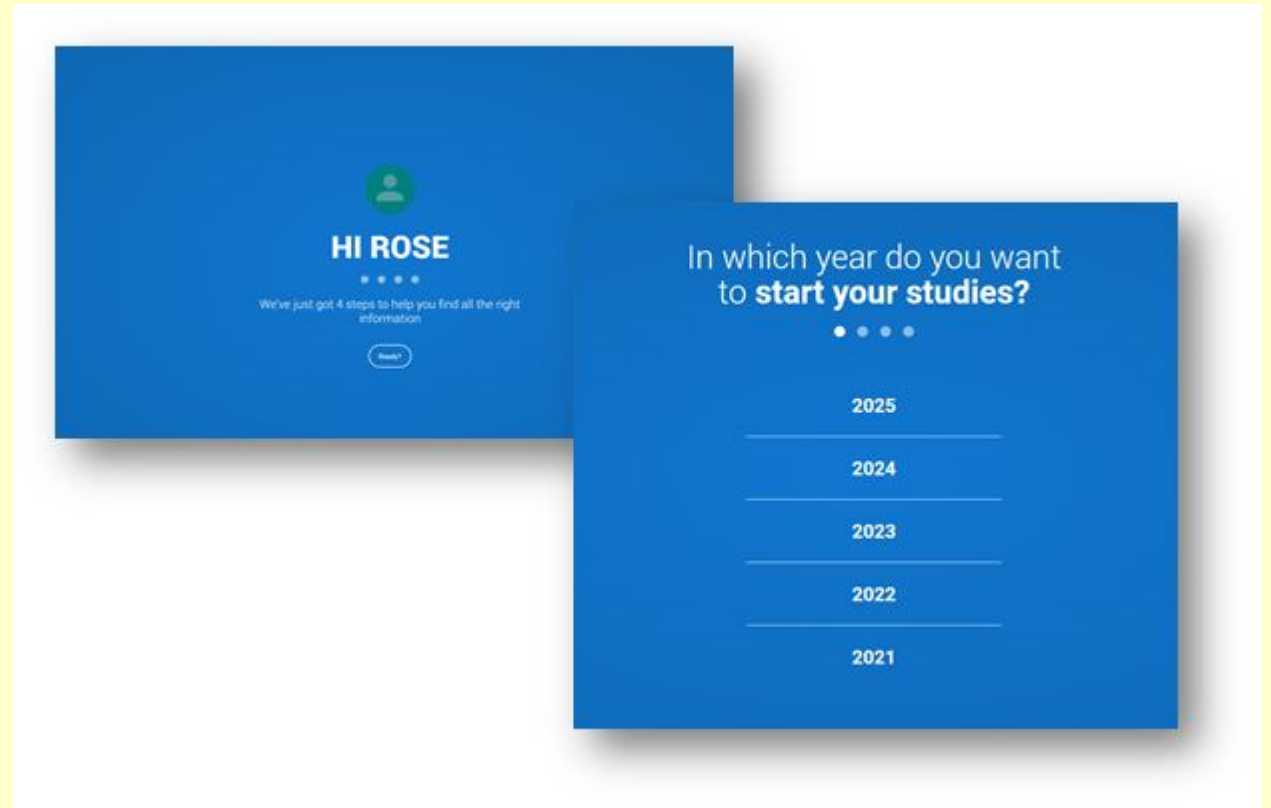 HI ROSE
We've just got 4 steps to help you find all the right
information
Ready?
In which year do you want
to start your studies?
2025
2024
2023
2022
2021